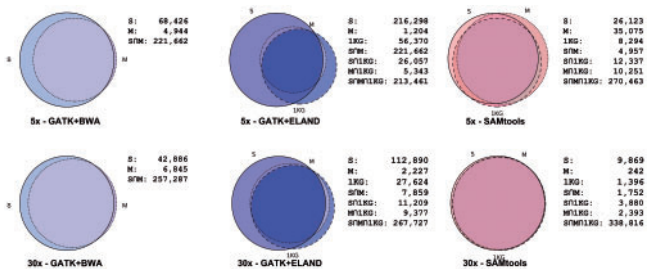 S: 68,426
M: 4,944
S∩M: 221,662
S
M
5x - GATK+BWA
S: 216,298
M: 1,204
1KG: 56,370
S∩M: 221,662
S∩1KG: 26,057
M∩1KG: 5,343
S∩M∩1KG: 213,461
S
M
1KG
5x - GATK+ELAND
S: 26,123
M: 35,075
1KG: 8,294
S∩M: 4,957
S∩1KG: 12,337
M∩1KG: 10,251
S∩M∩1KG: 270,463
S
M
1KG
5x - SAMtools
S: 42,886
M: 6,845
S∩M: 257,287
S
M
30x - GATK+BWA
S: 112,890
M: 2,227
1KG: 27,624
S∩M: 7,859
S∩1KG: 11,209
M∩1KG: 9,377
S∩M∩1KG: 267,727
S
M
1KG
30x - GATK+ELAND
S: 9,869
M: 242
1KG: 1,396
S∩M: 1,752
S∩1KG: 3,880
M∩1KG: 2,393
S∩M∩1KG: 338,816
S
M
1KG
30x - SAMtools